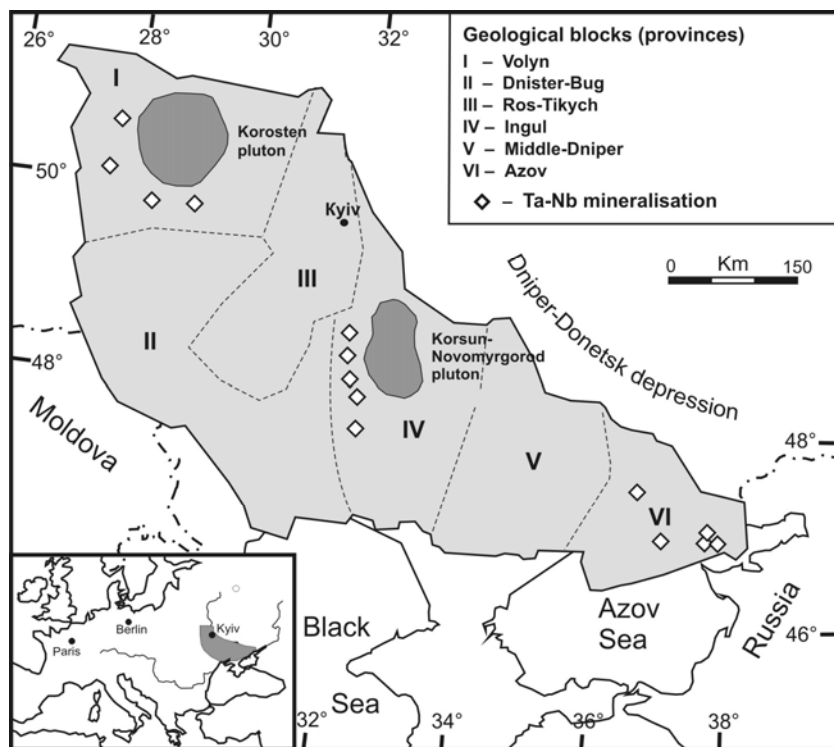 26°
28°
30°
32°
Geological blocks (provinces)
I – Volyn
II – Dnister-Bug
III – Ros-Tikych
IV – Ingul
V – Middle-Dniper
VI – Azov
– Ta-Nb mineralisation
I
Korosten
pluton
50°
Kyiv
0 Km 150
III
Dniper-Donetsk depression
II
48°
Korsun-
Novomyrgorod
pluton
Moldova
IV
48°
V
VI
Berlin
Kyiv
Paris
Black
Sea
Azov
Sea
Russia
46°
32°
34°
36°
38°